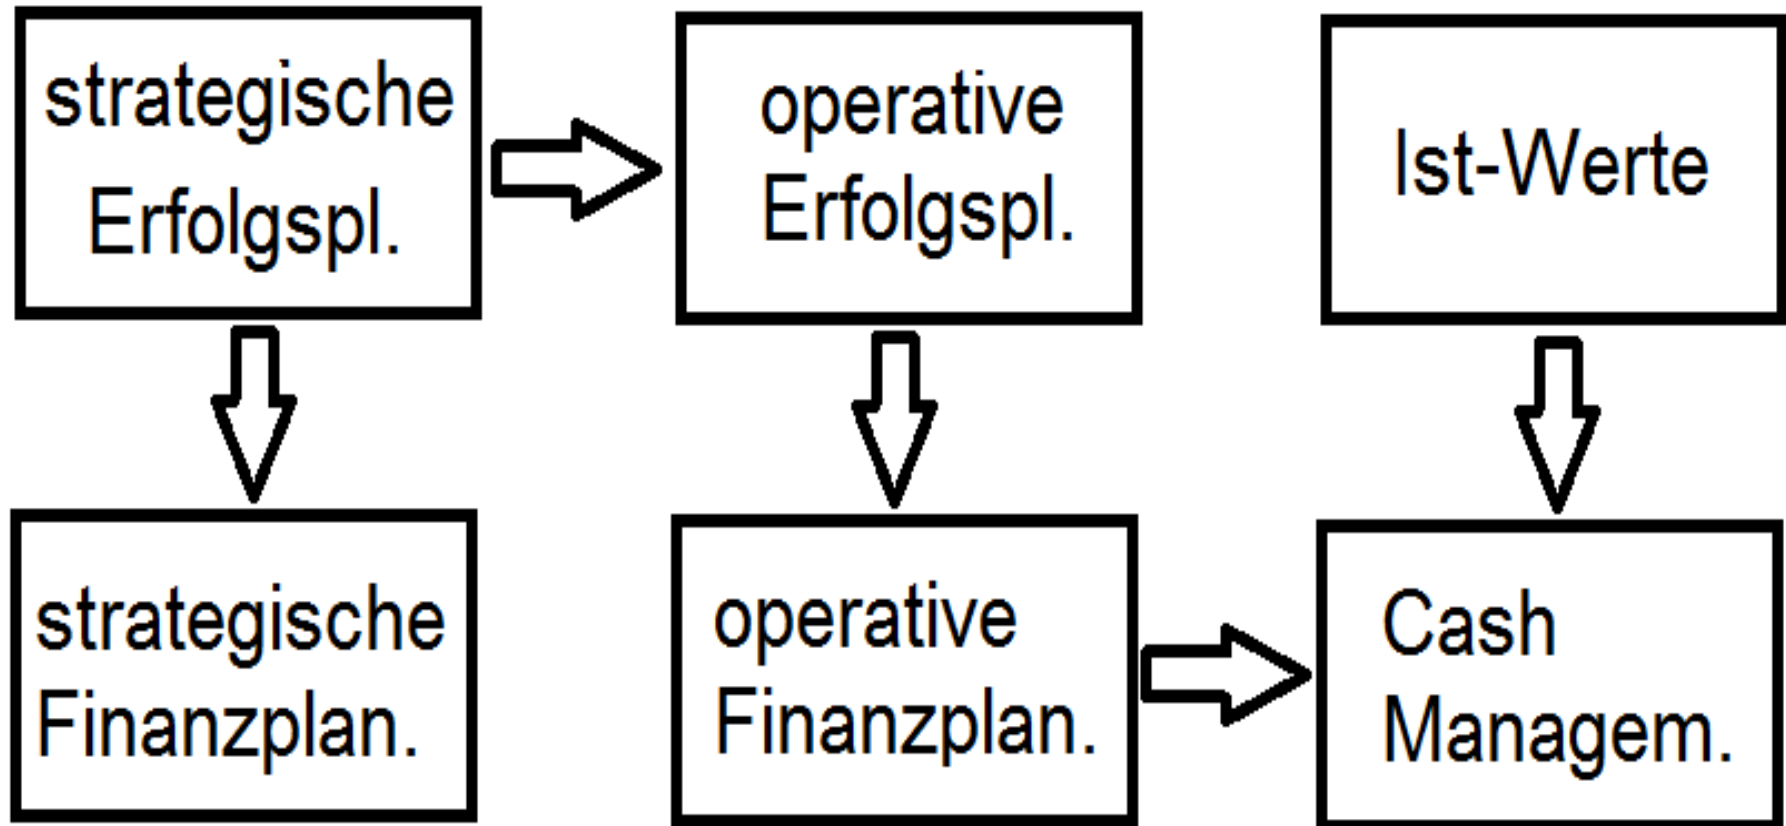 strategische
Erfolgspl.
operative
Erfolgspl.
Ist-Werte
strategische
Finanzplan.
operative
Finanzplan.
Cash
Managem.